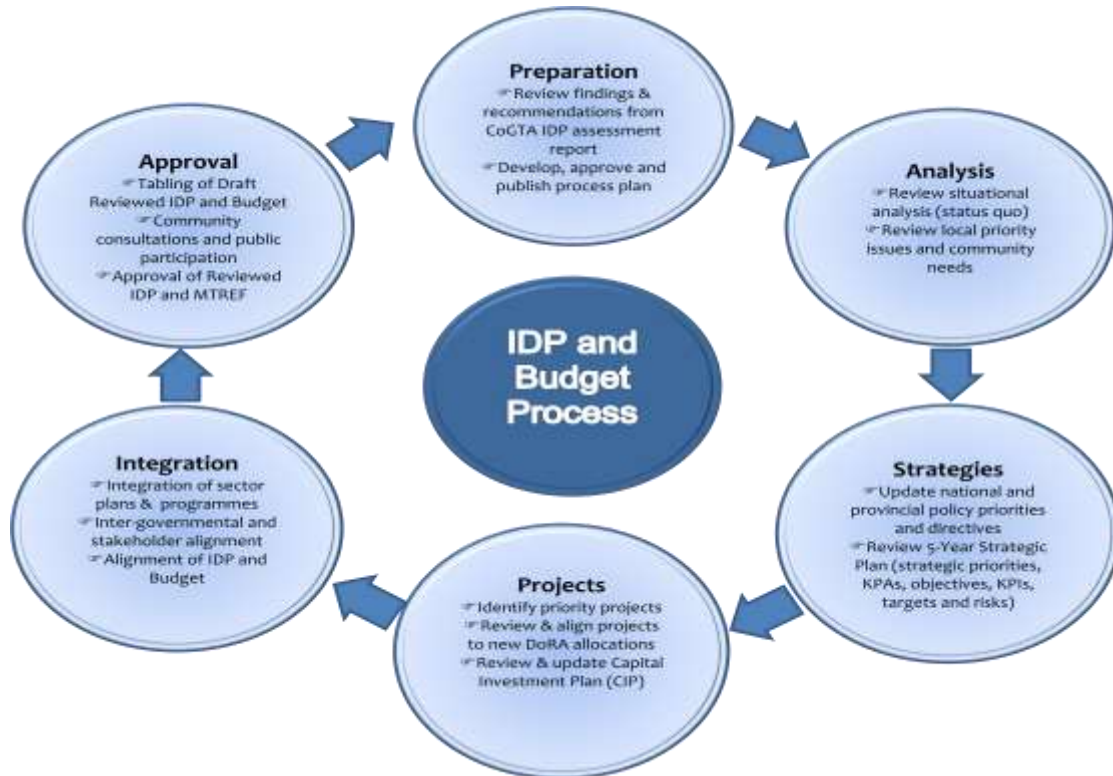 Preparation
☞Review findings &
recommendations from
CoGTA IDP assessment
report
☞Develop, approve and
publish process plan
Analysis
☞Review situational
analysis (status quo)
☞Review local priority
issues and community
needs
Strategies
☞Update national and
provincial policy priorities
and directives
☞Review 5-Year Strategic
Plan (strategic priorities,
KPAs, objectives, KPIs,
targets and risks)
Projects
☞Identify priority projects
☞Review & align projects
to new DoRA allocations
☞Review & update Capital
Investment Plan (CIP)
Integration
☞Integration of sector
plans & programmes
☞Inter-governmental and
stakeholder alignment
☞Alignment of IDP and
Budget
Approval
☞Tabling of Draft
Reviewed IDP and Budget
☞Community
consultations and public
participation
☞Approval of Reviewed
IDP and MTREF
IDP and
Budget
Process